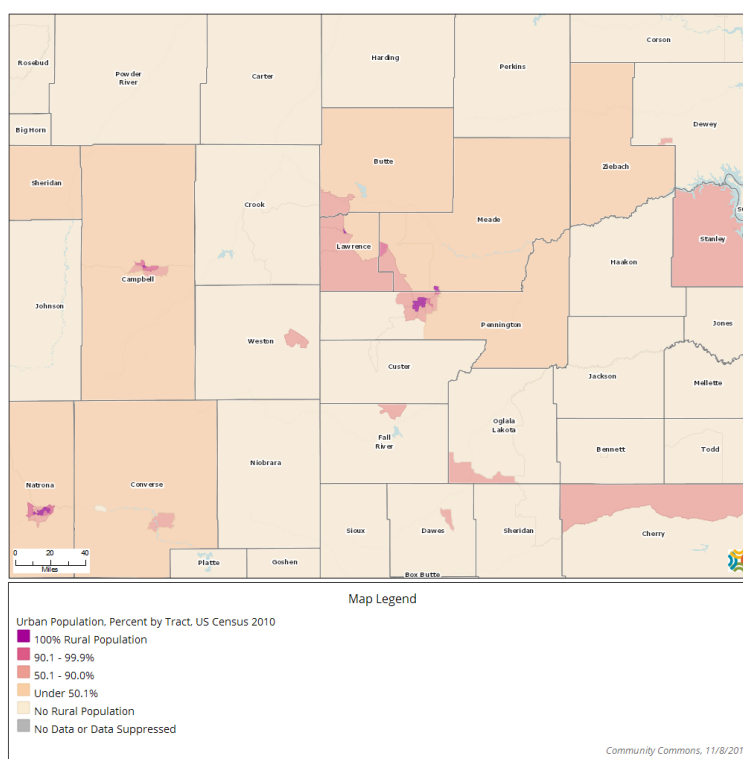 Corson
Rosebud
Harding
Perkins
Powder
River
Carter
Dewey
Big Horn
Butte
Ziebach
Sheridan
Crook
Meade
Stanley
Lawrence
Haakon
Campbell
Johnson
Jones
Pennington
Weston
Custer
Jackson
Mellette
Oglala
Lakota
Fall
River
Bennett
Todd
Niobrara
Natrona
Converse
Sioux
Dawes
Sheridan
Cherry
0 20 40
Miles
Platte
Goshen
Box Butte
Map Legend
Urban Population, Percent by Tract, US Census 2010
100% Rural Population
90.1 - 99.9%
50.1 - 90.0%
Under 50.1%
No Rural Population
No Data or Data Suppressed
Community Commons, 11/8/201